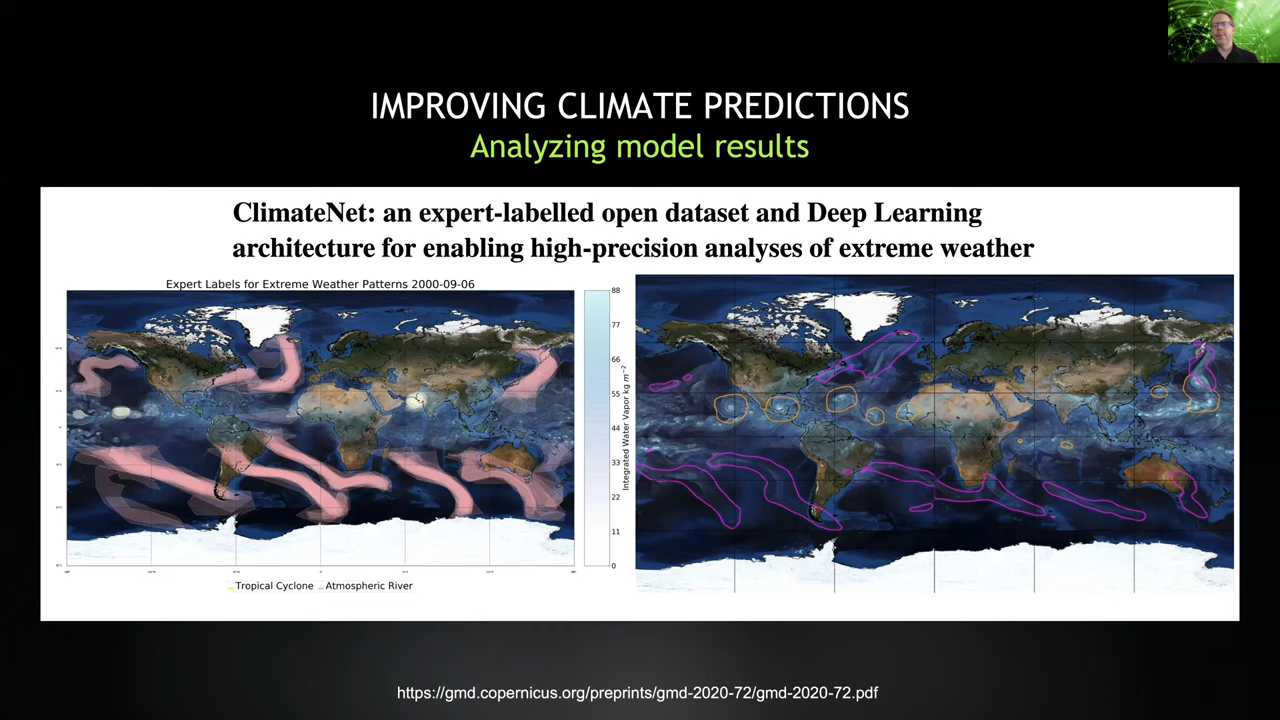 IMPROVING CLIMATE PREDICTIONS
Analyzing model results
ClimateNet: an expert-labelled open dataset and Deep Learning
architecture for enabling high-precision analyses of extreme weather
Expert Labels for Extreme Weather Patterns 2000-09-06
88
77
66
55
44
33
22
11
0
Integrated Water Vapor kg m⁻²
Tropical Cyclone
Atmospheric River
https://gmd.copernicus.org/preprints/gmd-2020-72/gmd-2020-72.pdf